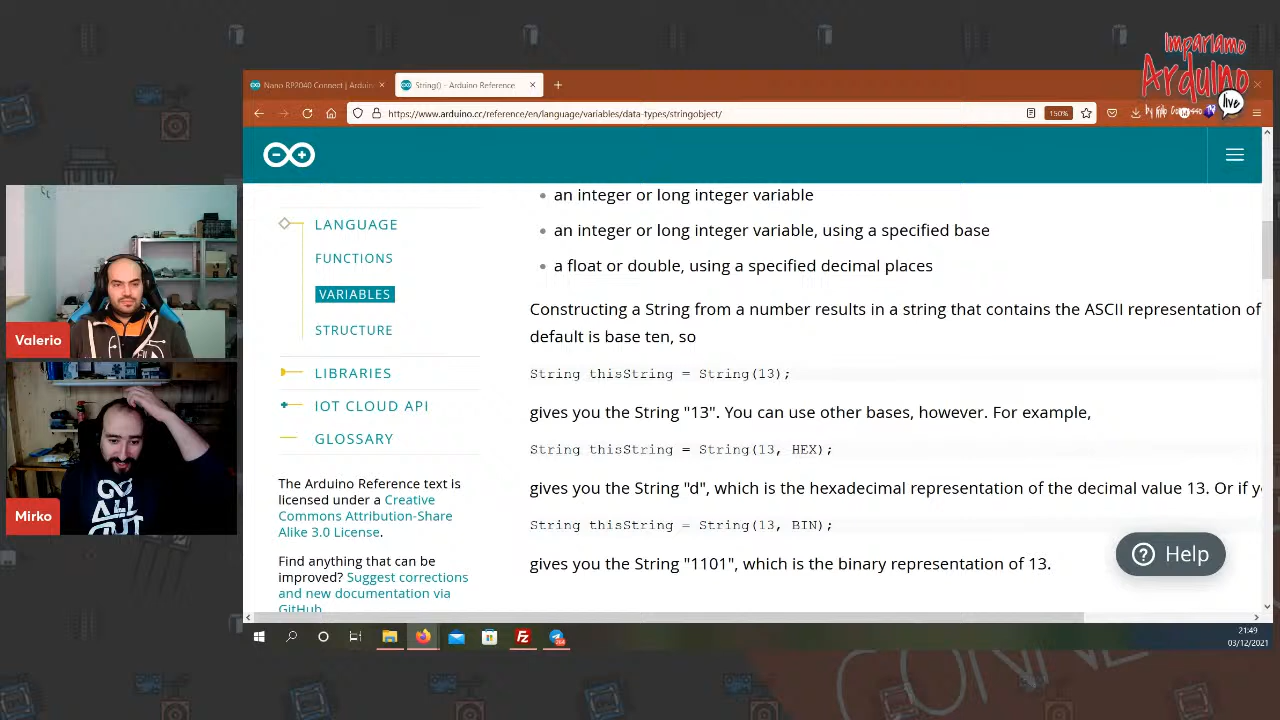 Impariamo
Arduino
live
Nano RP2040 Connect | Arduin
String() - Arduino Reference
https://www.arduino.cc/reference/en/language/variables/data-types/stringobject/
150%
LANGUAGE
FUNCTIONS
VARIABLES
STRUCTURE
LIBRARIES
IOT CLOUD API
GLOSSARY
The Arduino Reference text is
licensed under a Creative
Commons Attribution-Share
Alike 3.0 License.
Find anything that can be
improved? Suggest corrections
and new documentation via
GitHub.
an integer or long integer variable
an integer or long integer variable, using a specified base
a float or double, using a specified decimal places
Constructing a String from a number results in a string that contains the ASCII representation of
default is base ten, so
String thisString = String(13);
gives you the String "13". You can use other bases, however. For example,
String thisString = String(13, HEX);
gives you the String "d", which is the hexadecimal representation of the decimal value 13. Or if yo
String thisString = String(13, BIN);
gives you the String "1101", which is the binary representation of 13.
Help
Valerio
Mirko
21:49
03/12/2021